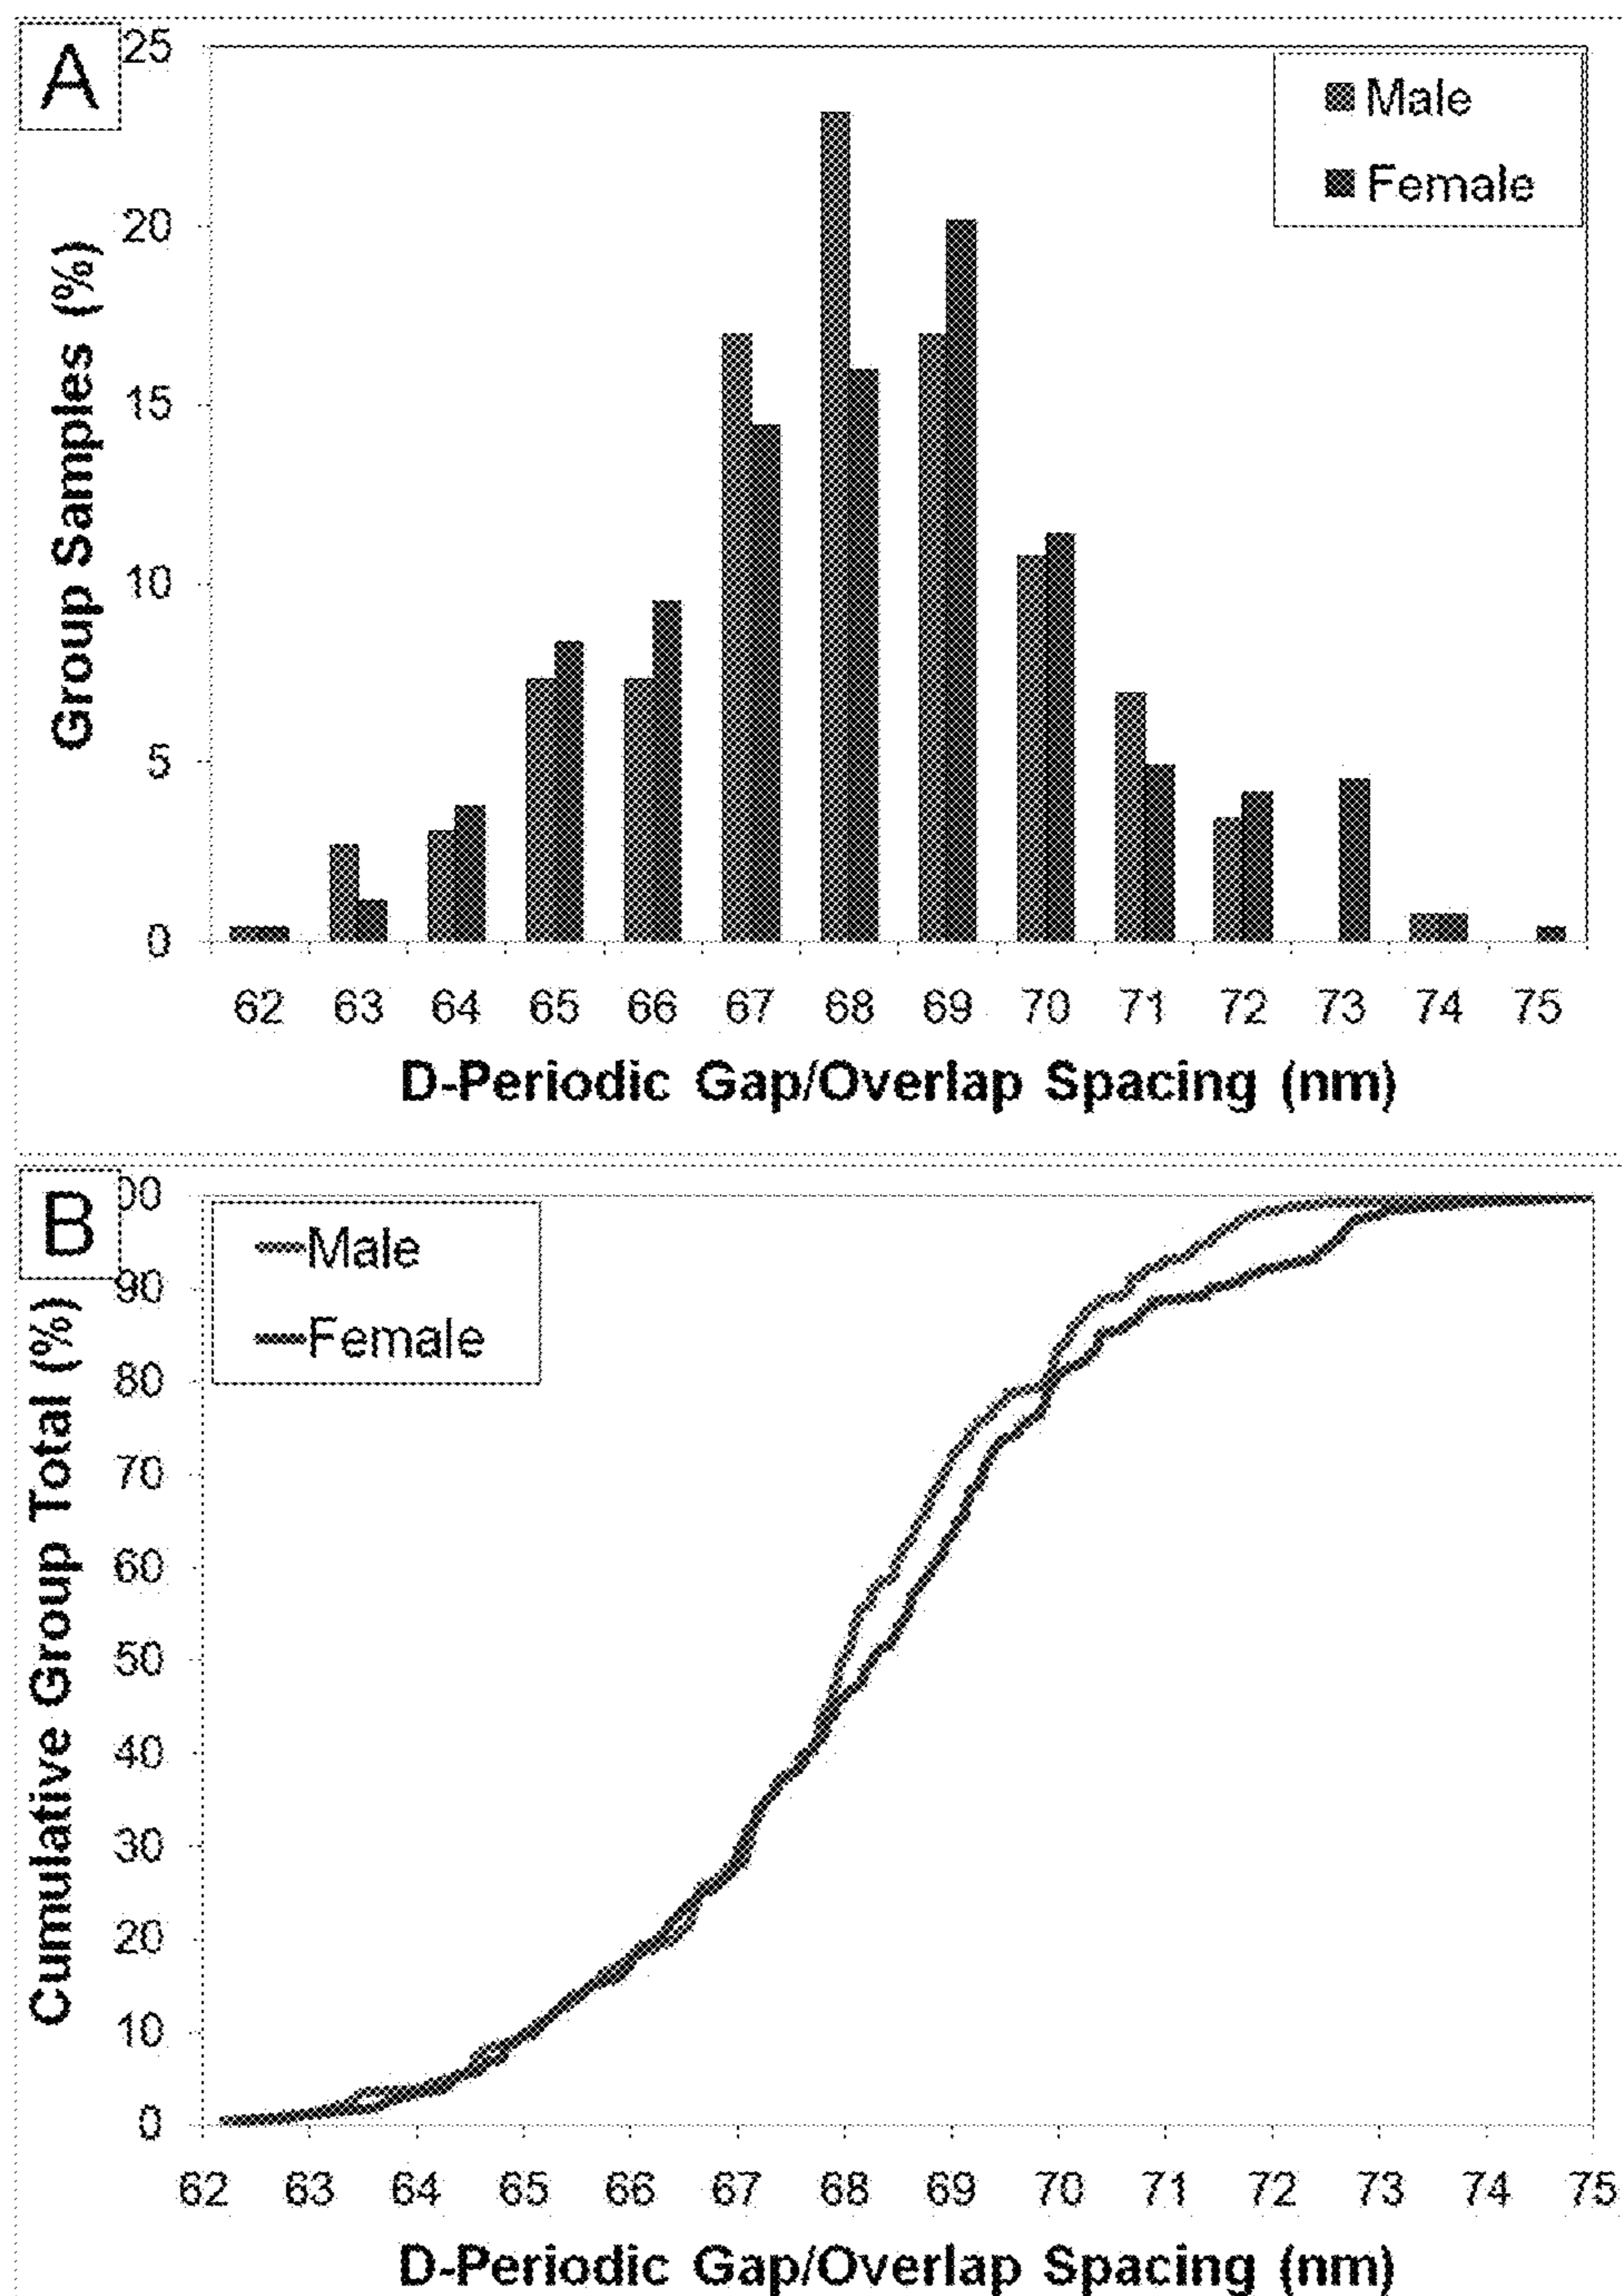 A
25
20
15
10
5
0
Group Samples (%)
Male
Female
62 63 64 65 66 67 68 69 70 71 72 73 74 75
D-Periodic Gap/Overlap Spacing (nm)
B
00
90
80
70
60
50
40
30
20
10
0
Cumulative Group Total (%)
Male
Female
62 63 64 65 66 67 68 69 70 71 72 73 74 75
D-Periodic Gap/Overlap Spacing (nm)